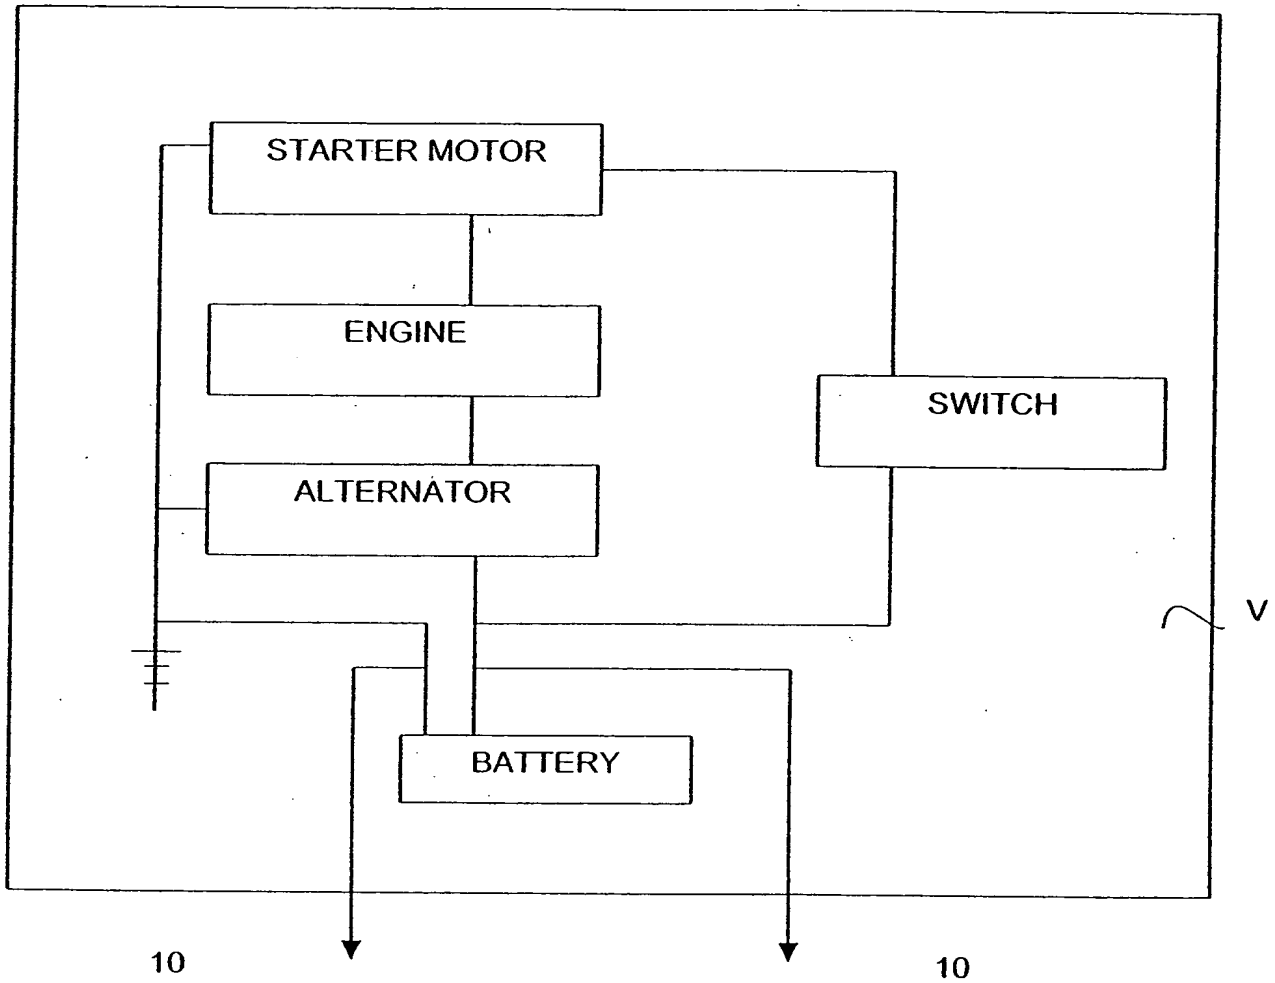 STARTER MOTOR
ENGINE
SWITCH
ALTERNATOR
V
BATTERY
10
10